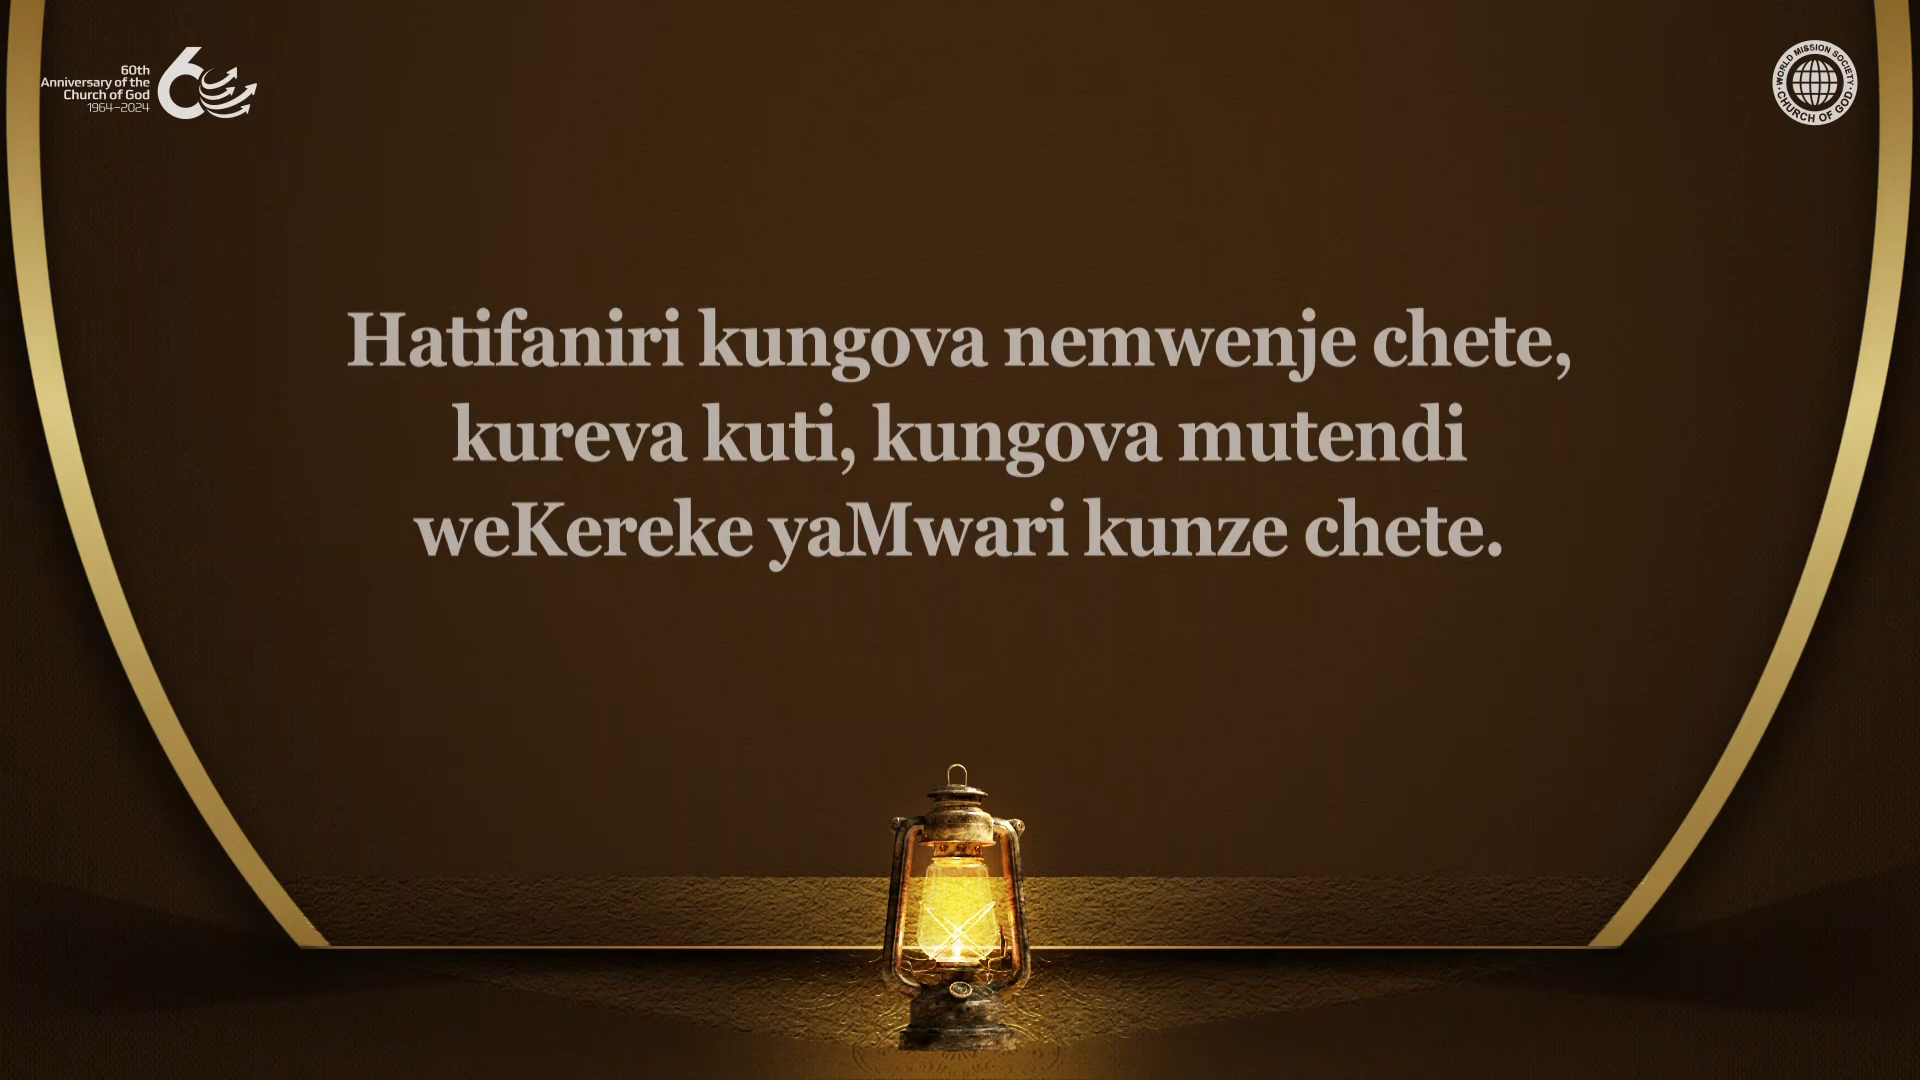 60th
Anniversary of the
Church of God
1964–2024
60
WORLD MISSION SOCIETY
CHURCH OF GOD
Hatifaniri kungova nemwenje chete,
kureva kuti, kungova mutendi
weKereke yaMwari kunze chete.